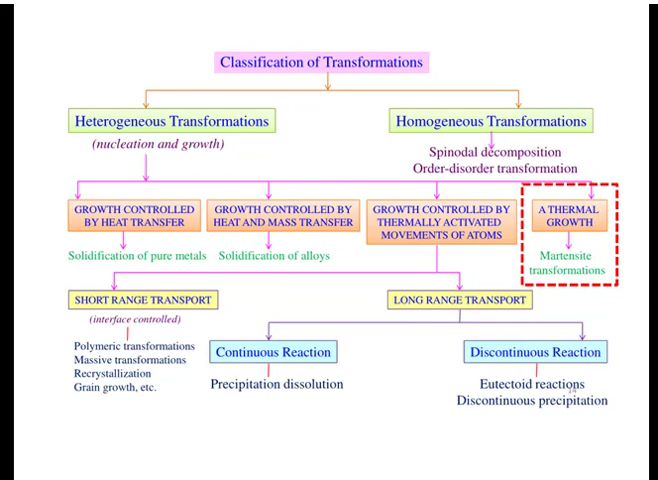 Classification of Transformations
Heterogeneous Transformations
Homogeneous Transformations
(nucleation and growth)
Spinodal decomposition
Order-disorder transformation
GROWTH CONTROLLED
BY HEAT TRANSFER
GROWTH CONTROLLED BY
HEAT AND MASS TRANSFER
GROWTH CONTROLLED BY
THERMALLY ACTIVATED
MOVEMENTS OF ATOMS
A THERMAL
GROWTH
Solidification of pure metals
Solidification of alloys
Martensite
transformations
SHORT RANGE TRANSPORT
LONG RANGE TRANSPORT
(interface controlled)
Polymeric transformations
Massive transformations
Recrystallization
Grain growth, etc.
Continuous Reaction
Discontinuous Reaction
Precipitation dissolution
Eutectoid reactions
Discontinuous precipitation
14